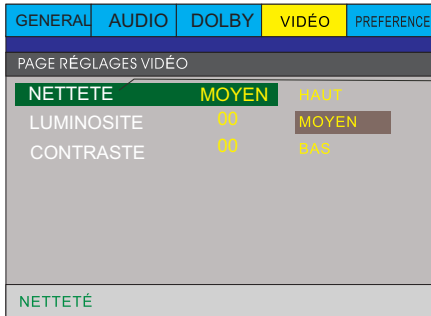 GENERAL AUDIO DOLBY VIDÉO PREFERENCE
PAGE RÉGLAGES VIDÉO
NETTETE MOYEN HAUT
LUMINOSITE 00 MOYEN
CONTRASTE 00 BAS
NETTETÉ